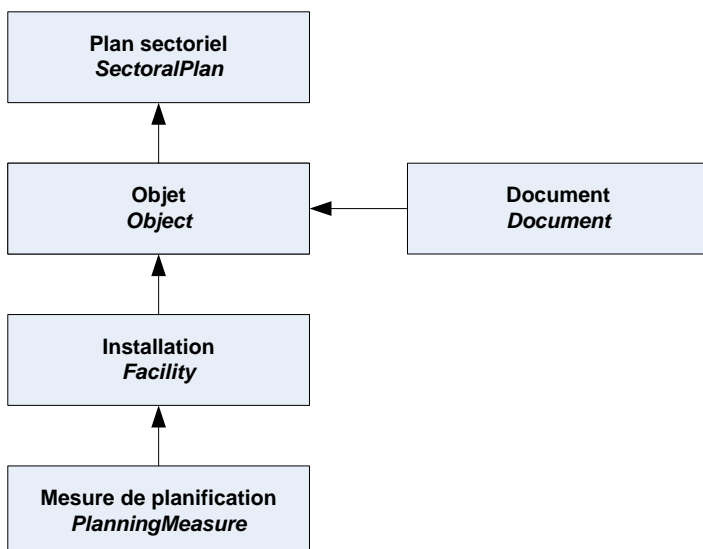 Plan sectoriel
SectoralPlan
Objet
Object
Document
Document
Installation
Facility
Mesure de planification
PlanningMeasure